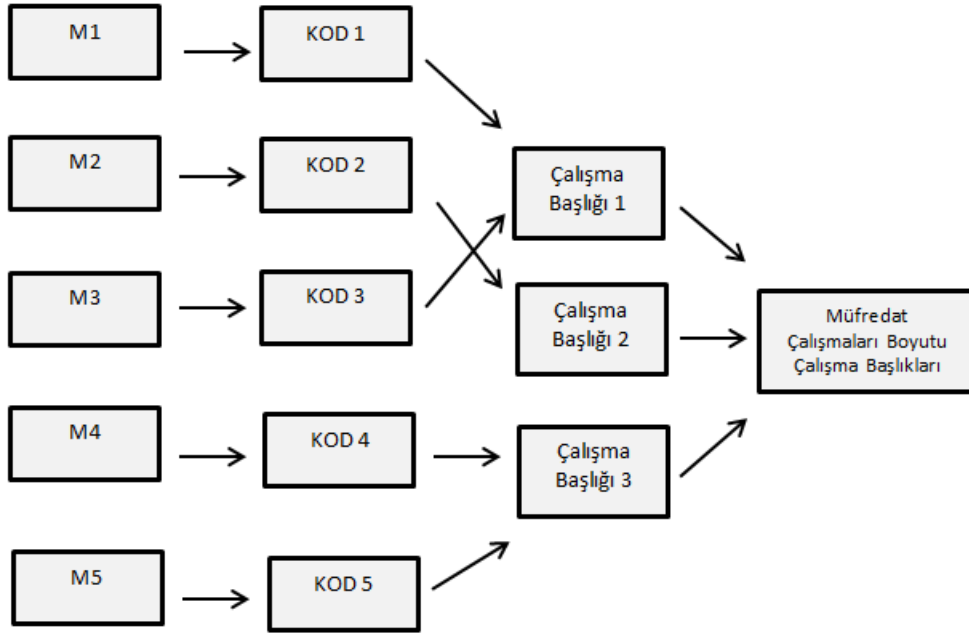 M1
KOD 1
M2
KOD 2
Çalışma
Başlığı 1
M3
KOD 3
Çalışma
Başlığı 2
Müfredat
Çalışmaları Boyutu
Çalışma Başlıkları
M4
KOD 4
Çalışma
Başlığı 3
M5
KOD 5